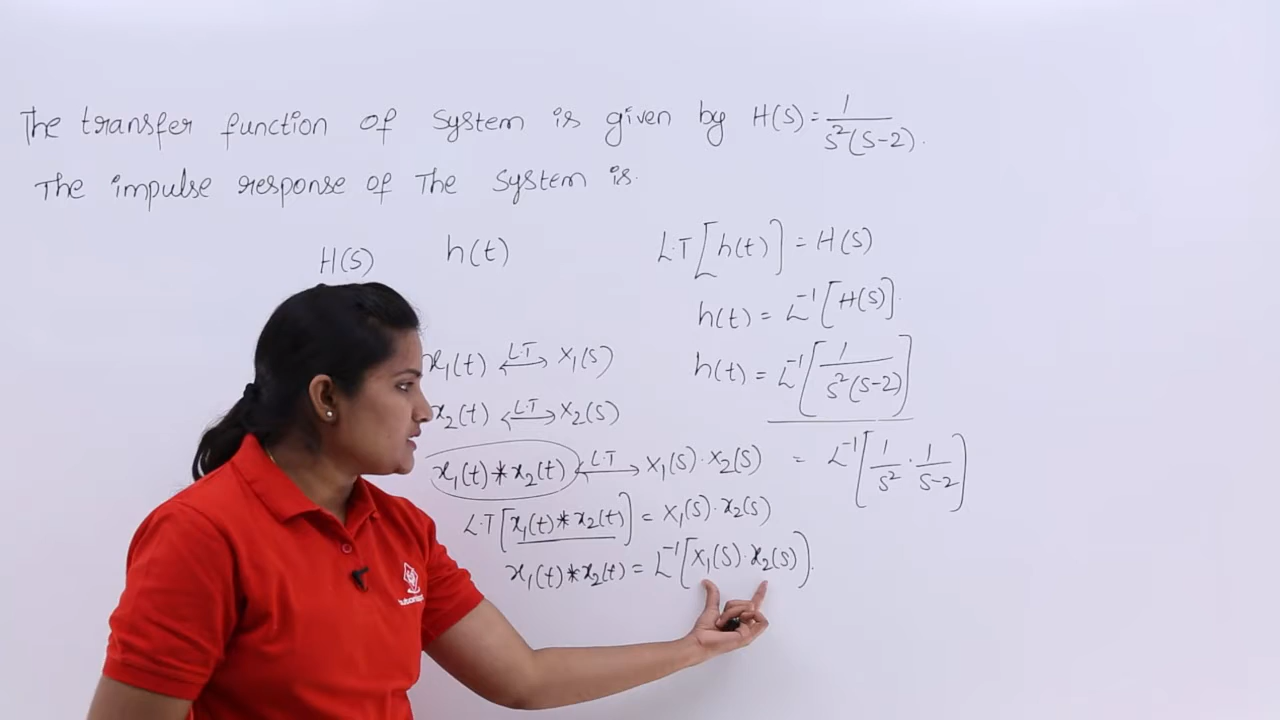 The transfer function of system is given by H(S) = 1/S²(S-2).
The impulse response of The System is.
H(S) h(t)
L.T[h(t)] = H(S)
h(t) = L⁻¹[H(S)].
h(t) = L⁻¹[1/S²(S-2)]
= L⁻¹[1/S² · 1/S-2]
x₁(t) ⟷ L.T X₁(S)
x₂(t) ⟷ L.T X₂(S)
x₁(t) * x₂(t) ⟷ L.T X₁(S) · X₂(S)
L.T[x₁(t) * x₂(t)] = X₁(S) · X₂(S)
x₁(t) * x₂(t) = L⁻¹[X₁(S) · X₂(S)].